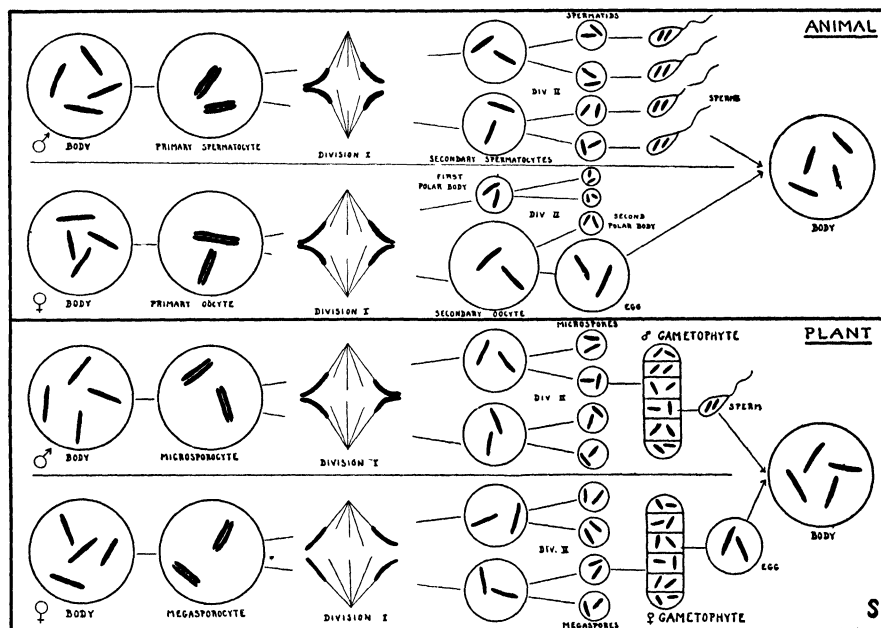 ANIMAL
SPERMATIDS
DIV II
SPERMS
♂
BODY
PRIMARY SPERMATOCYTE
DIVISION I
SECONDARY SPERMATOCYTES
FIRST
POLAR BODY
DIV II
SECOND
POLAR BODY
BODY
♀
BODY
PRIMARY OOCYTE
DIVISION I
SECONDARY OOCYTE
EGG
PLANT
MICROSPORES
♂ GAMETOPHYTE
DIV II
SPERM
♂
BODY
MICROSPOROCYTE
DIVISION I
DIV. II
EGG
BODY
♀
BODY
MEGASPOROCYTE
DIVISION I
MEGASPORES
♀ GAMETOPHYTE
S